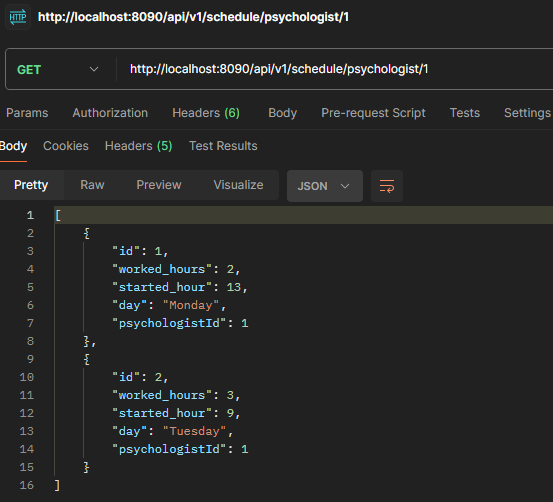 HTTP http://localhost:8090/api/v1/schedule/psychologist/1
GET http://localhost:8090/api/v1/schedule/psychologist/1
Params Authorization Headers (6) Body Pre-request Script Tests Settings
Body Cookies Headers (5) Test Results
Pretty Raw Preview Visualize JSON
1 [
2 {
3 "id": 1,
4 "worked_hours": 2,
5 "started_hour": 13,
6 "day": "Monday",
7 "psychologistId": 1
8 },
9 {
10 "id": 2,
11 "worked_hours": 3,
12 "started_hour": 9,
13 "day": "Tuesday",
14 "psychologistId": 1
15 }
16 ]